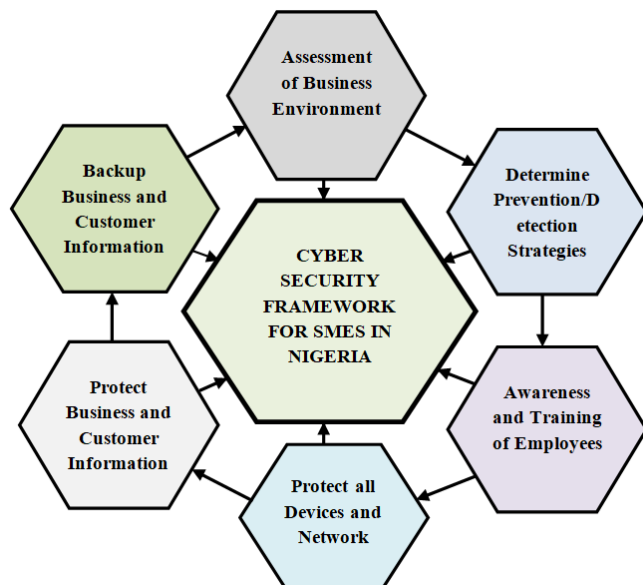 Assessment
of Business
Environment
Backup
Business and
Customer
Information
Determine
Prevention/D
etection
Strategies
CYBER
SECURITY
FRAMEWORK
FOR SMES IN
NIGERIA
Protect
Business and
Customer
Information
Awareness
and Training
of Employees
Protect all
Devices and
Network